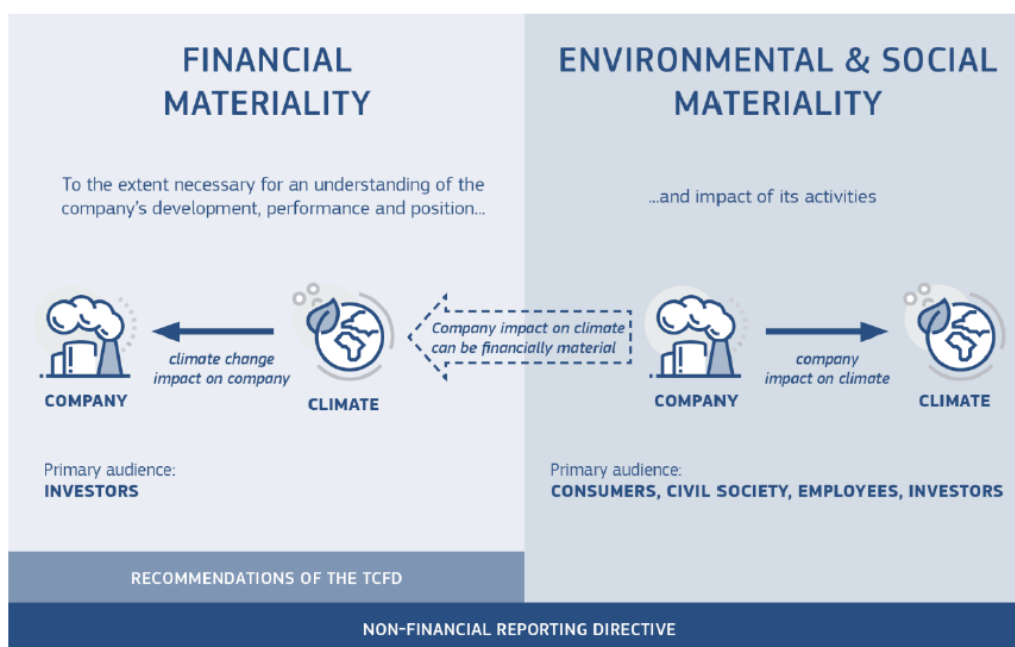 FINANCIAL
MATERIALITY
To the extent necessary for an understanding of the
company's development, performance and position...
climate change
impact on company
COMPANY
CLIMATE
Primary audience:
INVESTORS
RECOMMENDATIONS OF THE TCFD
Company impact on climate
can be financially material
ENVIRONMENTAL & SOCIAL
MATERIALITY
...and impact of its activities
company
impact on climate
COMPANY
CLIMATE
Primary audience:
CONSUMERS, CIVIL SOCIETY, EMPLOYEES, INVESTORS
NON-FINANCIAL REPORTING DIRECTIVE